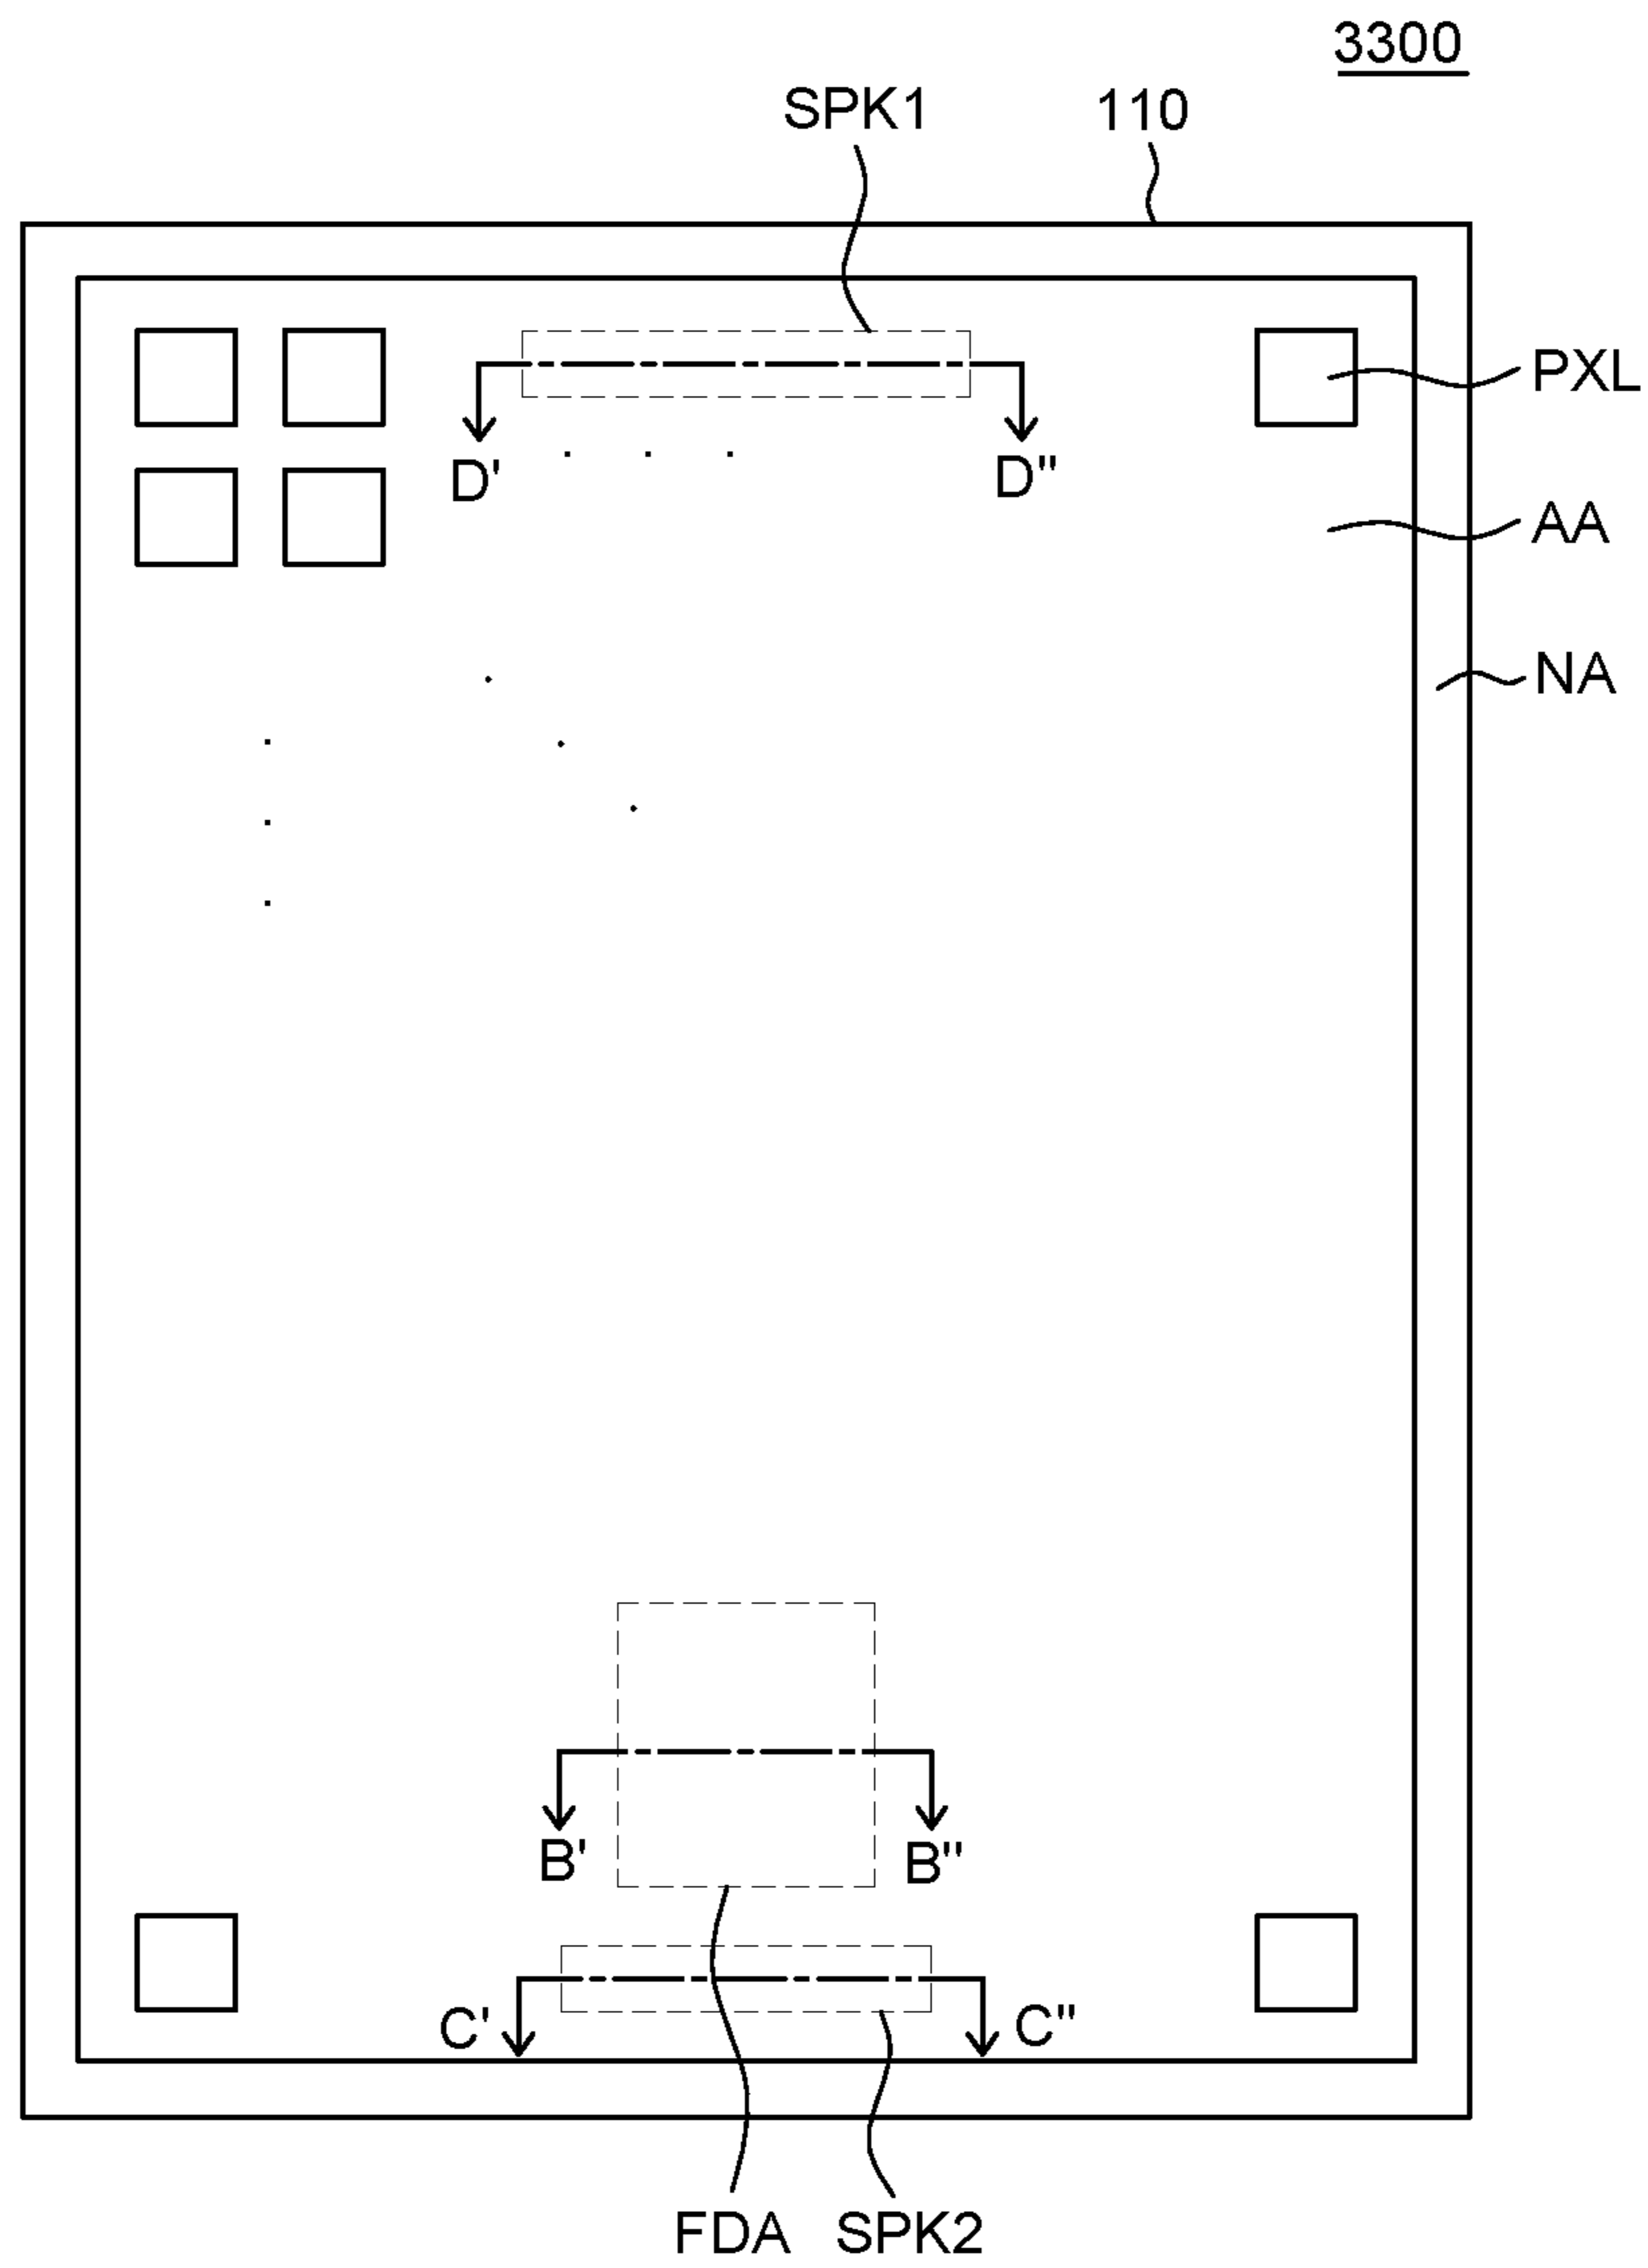 3300
SPK1
110
PXL
D'
D"
AA
NA
B'
B"
C'
C"
FDA
SPK2